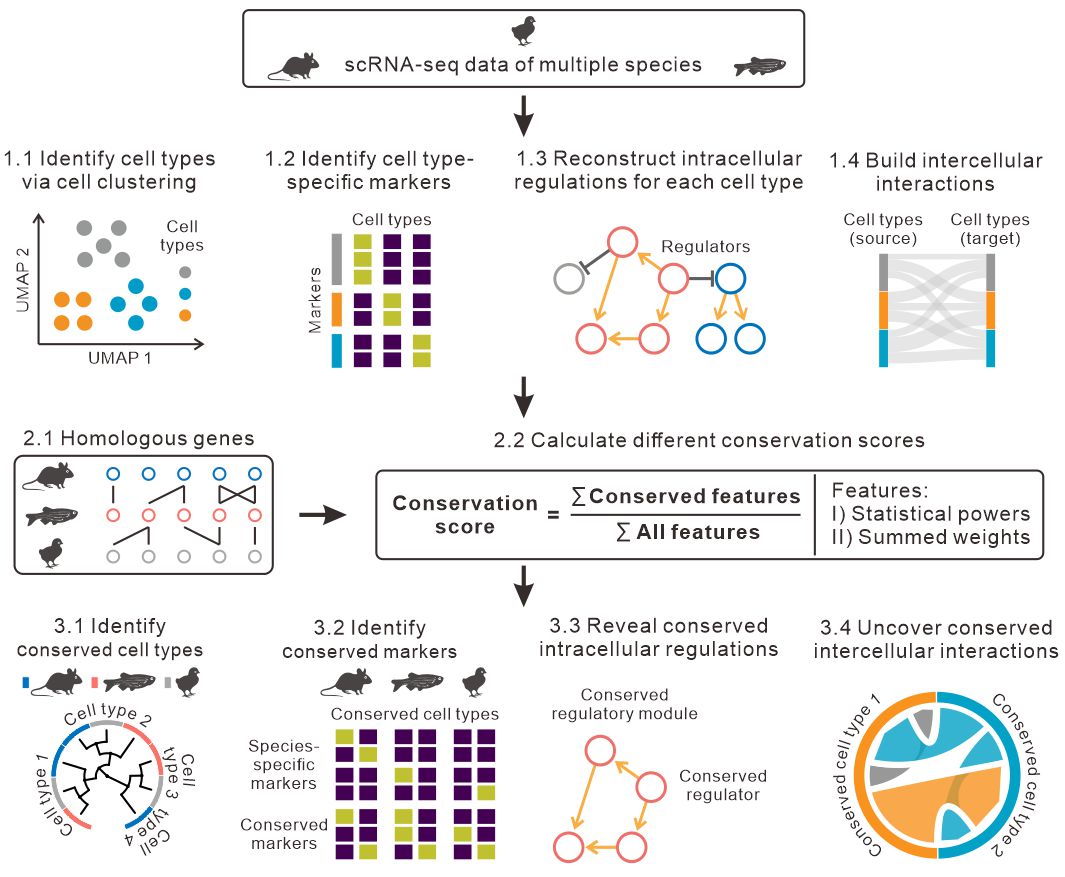 scRNA-seq data of multiple species
1.1 Identify cell types
via cell clustering
UMAP 2
UMAP 1
Cell
types
1.2 Identify cell type-
specific markers
Cell types
Markers
1.3 Reconstruct intracellular
regulations for each cell type
Regulators
1.4 Build intercellular
interactions
Cell types
(source)
Cell types
(target)
2.1 Homologous genes
2.2 Calculate different conservation scores
Conservation
score
=
∑Conserved features
∑ All features
Features:
I) Statistical powers
II) Summed weights
3.1 Identify
conserved cell types
Cell type 1
Cell type 2
Cell type 3
Cell type 4
3.2 Identify
conserved markers
Conserved cell types
Species-
specific
markers
Conserved
markers
3.3 Reveal conserved
intracellular regulations
Conserved
regulatory module
Conserved
regulator
3.4 Uncover conserved
intercellular interactions
Conserved cell type 1
Conserved cell type 2